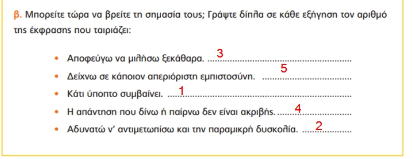 β. Μπορείτε τώρα να βρείτε τη σημασία τους; Γράψτε δίπλα σε κάθε εξήγηση τον αριθμό
της έκφρασης που ταιριάζει:
• Αποφεύγω να μιλήσω ξεκάθαρα. 3
• Δείχνω σε κάποιον απεριόριστη εμπιστοσύνη. 5
• Κάτι ύποπτο συμβαίνει. 1
• Η απάντηση που δίνω ή παίρνω δεν είναι ακριβής. 4
• Αδυνατώ ν' αντιμετωπίσω και την παραμικρή δυσκολία. 2